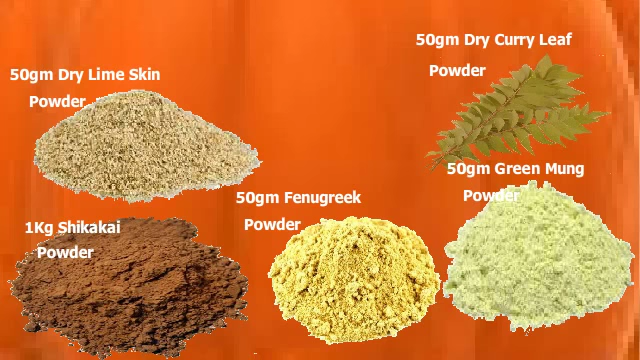 50gm Dry Curry Leaf
Powder
50gm Dry Lime Skin
Powder
50gm Green Mung
Powder
50gm Fenugreek
Powder
1Kg Shikakai
Powder